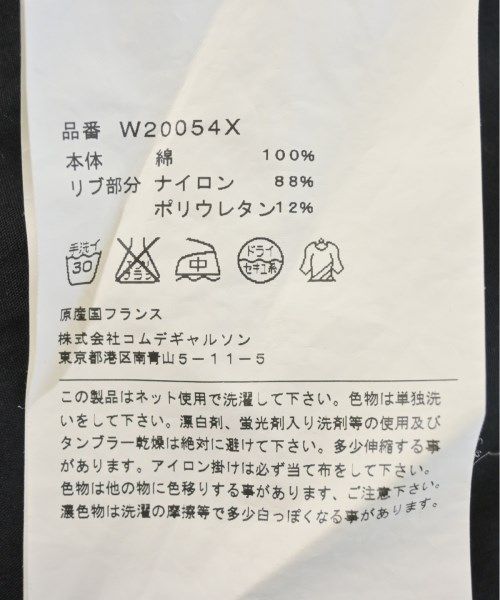 品番 W20054X
本体 綿 100%
リブ部分 ナイロン 88%
ポリウレタン12%
手洗イ
30
エンソ
サラシ
中
ドライ
セキユ系
原産国フランス
株式会社コムデギャルソン
東京都港区南青山5-11-5
この製品はネット使用で洗濯して下さい。色物は単独洗
いをして下さい。漂白剤、蛍光剤入り洗剤等の使用及び
タンブラー乾燥は絶対に避けて下さい。多少伸縮する事
があります。アイロン掛けは必ず当て布をして下さい。
色物は他の物に色移りする事があります、ご注意下さい。
濃色物は洗濯の摩擦等で多少白っぽくなる事があります。